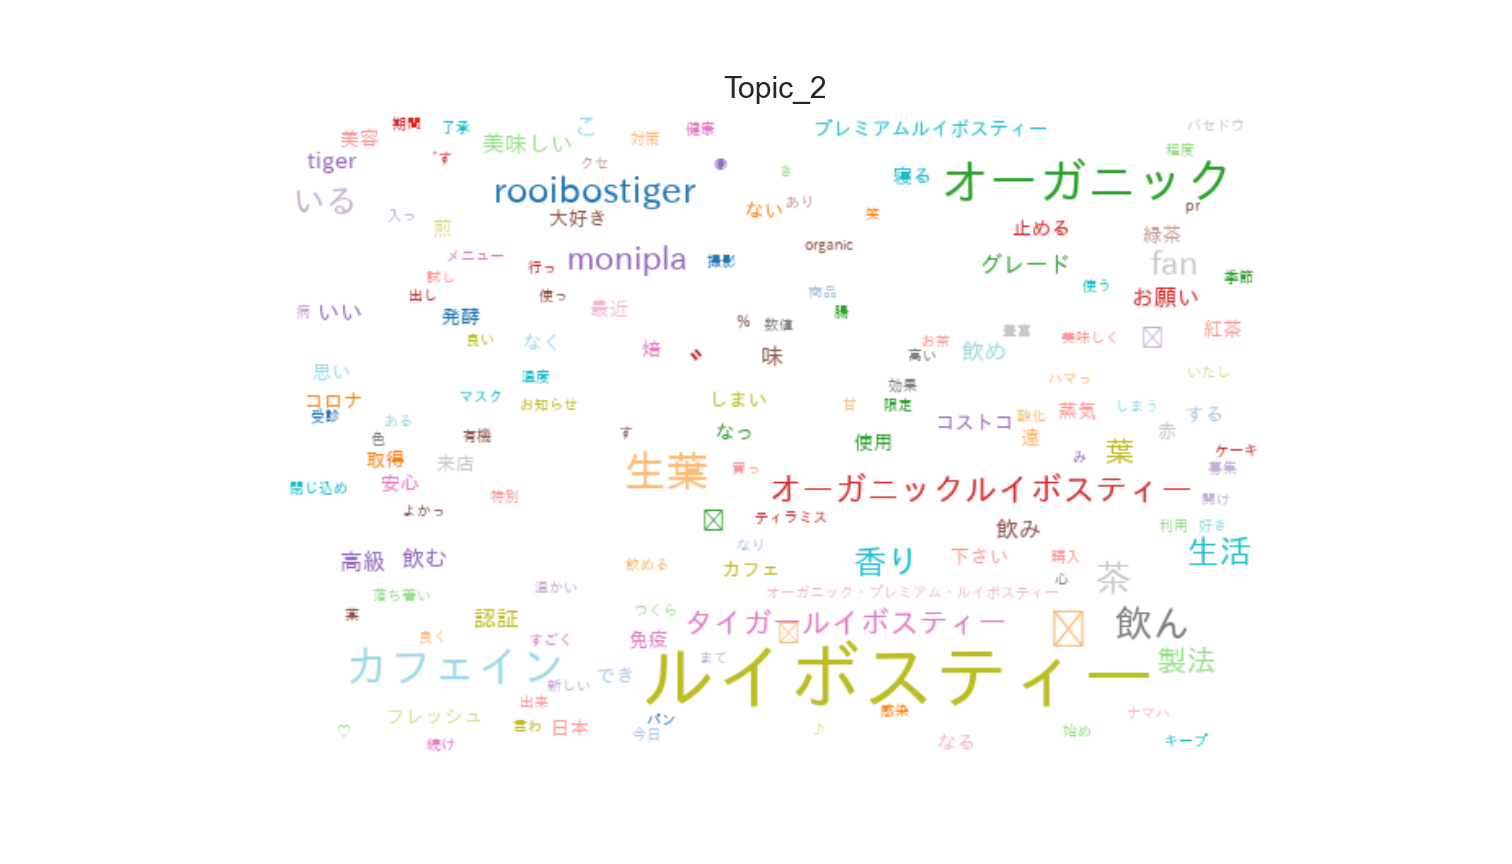 Topic_2
期間
了承
こ
美容
美味しい
対策
健康
プレミアムルイボスティー
バセドウ
tiger
す
クセ
き
程度
いる
rooibostiger
寝る
オーガニック
入っ
煎
大好き
ない
あり
笑
pr
止める
緑茶
メニュー
行っ
monipla
撮影
organic
グレード
fan
季節
試し
出し
使っ
商品
使う
お願い
病
いい
発酵
最近
腸
%
数値
豊富
美味しく
紅茶
良い
なく
焙
味
お茶
高い
飲め
思い
温度
効果
ハマっ
いたし
コロナ
マスク
お知らせ
しまい
甘
限定
蒸気
しまう
する
受診
ある
コストコ
酸化
色
有機
す
なっ
使用
遠
赤
葉
ケーキ
取得
来店
生葉
買っ
み
募集
閉じ込め
安心
特別
オーガニックルイボスティー
開け
よかっ
ティラミス
飲み
利用
好き
高級
飲む
なり
飲める
カフェ
香り
下さい
購入
生活
落ち着い
温かい
心
茶
オーガニック・プレミアム・ルイボスティー
認証
つくら
タイガールイボスティー
飲ん
良く
すごく
免疫
カフェイン
でき
まて
ルイボスティー
製法
新しい
出来
フレッシュ
言わ
日本
パン
感染
ナマハ
♡
続け
今日
♪
なる
始め
キープ